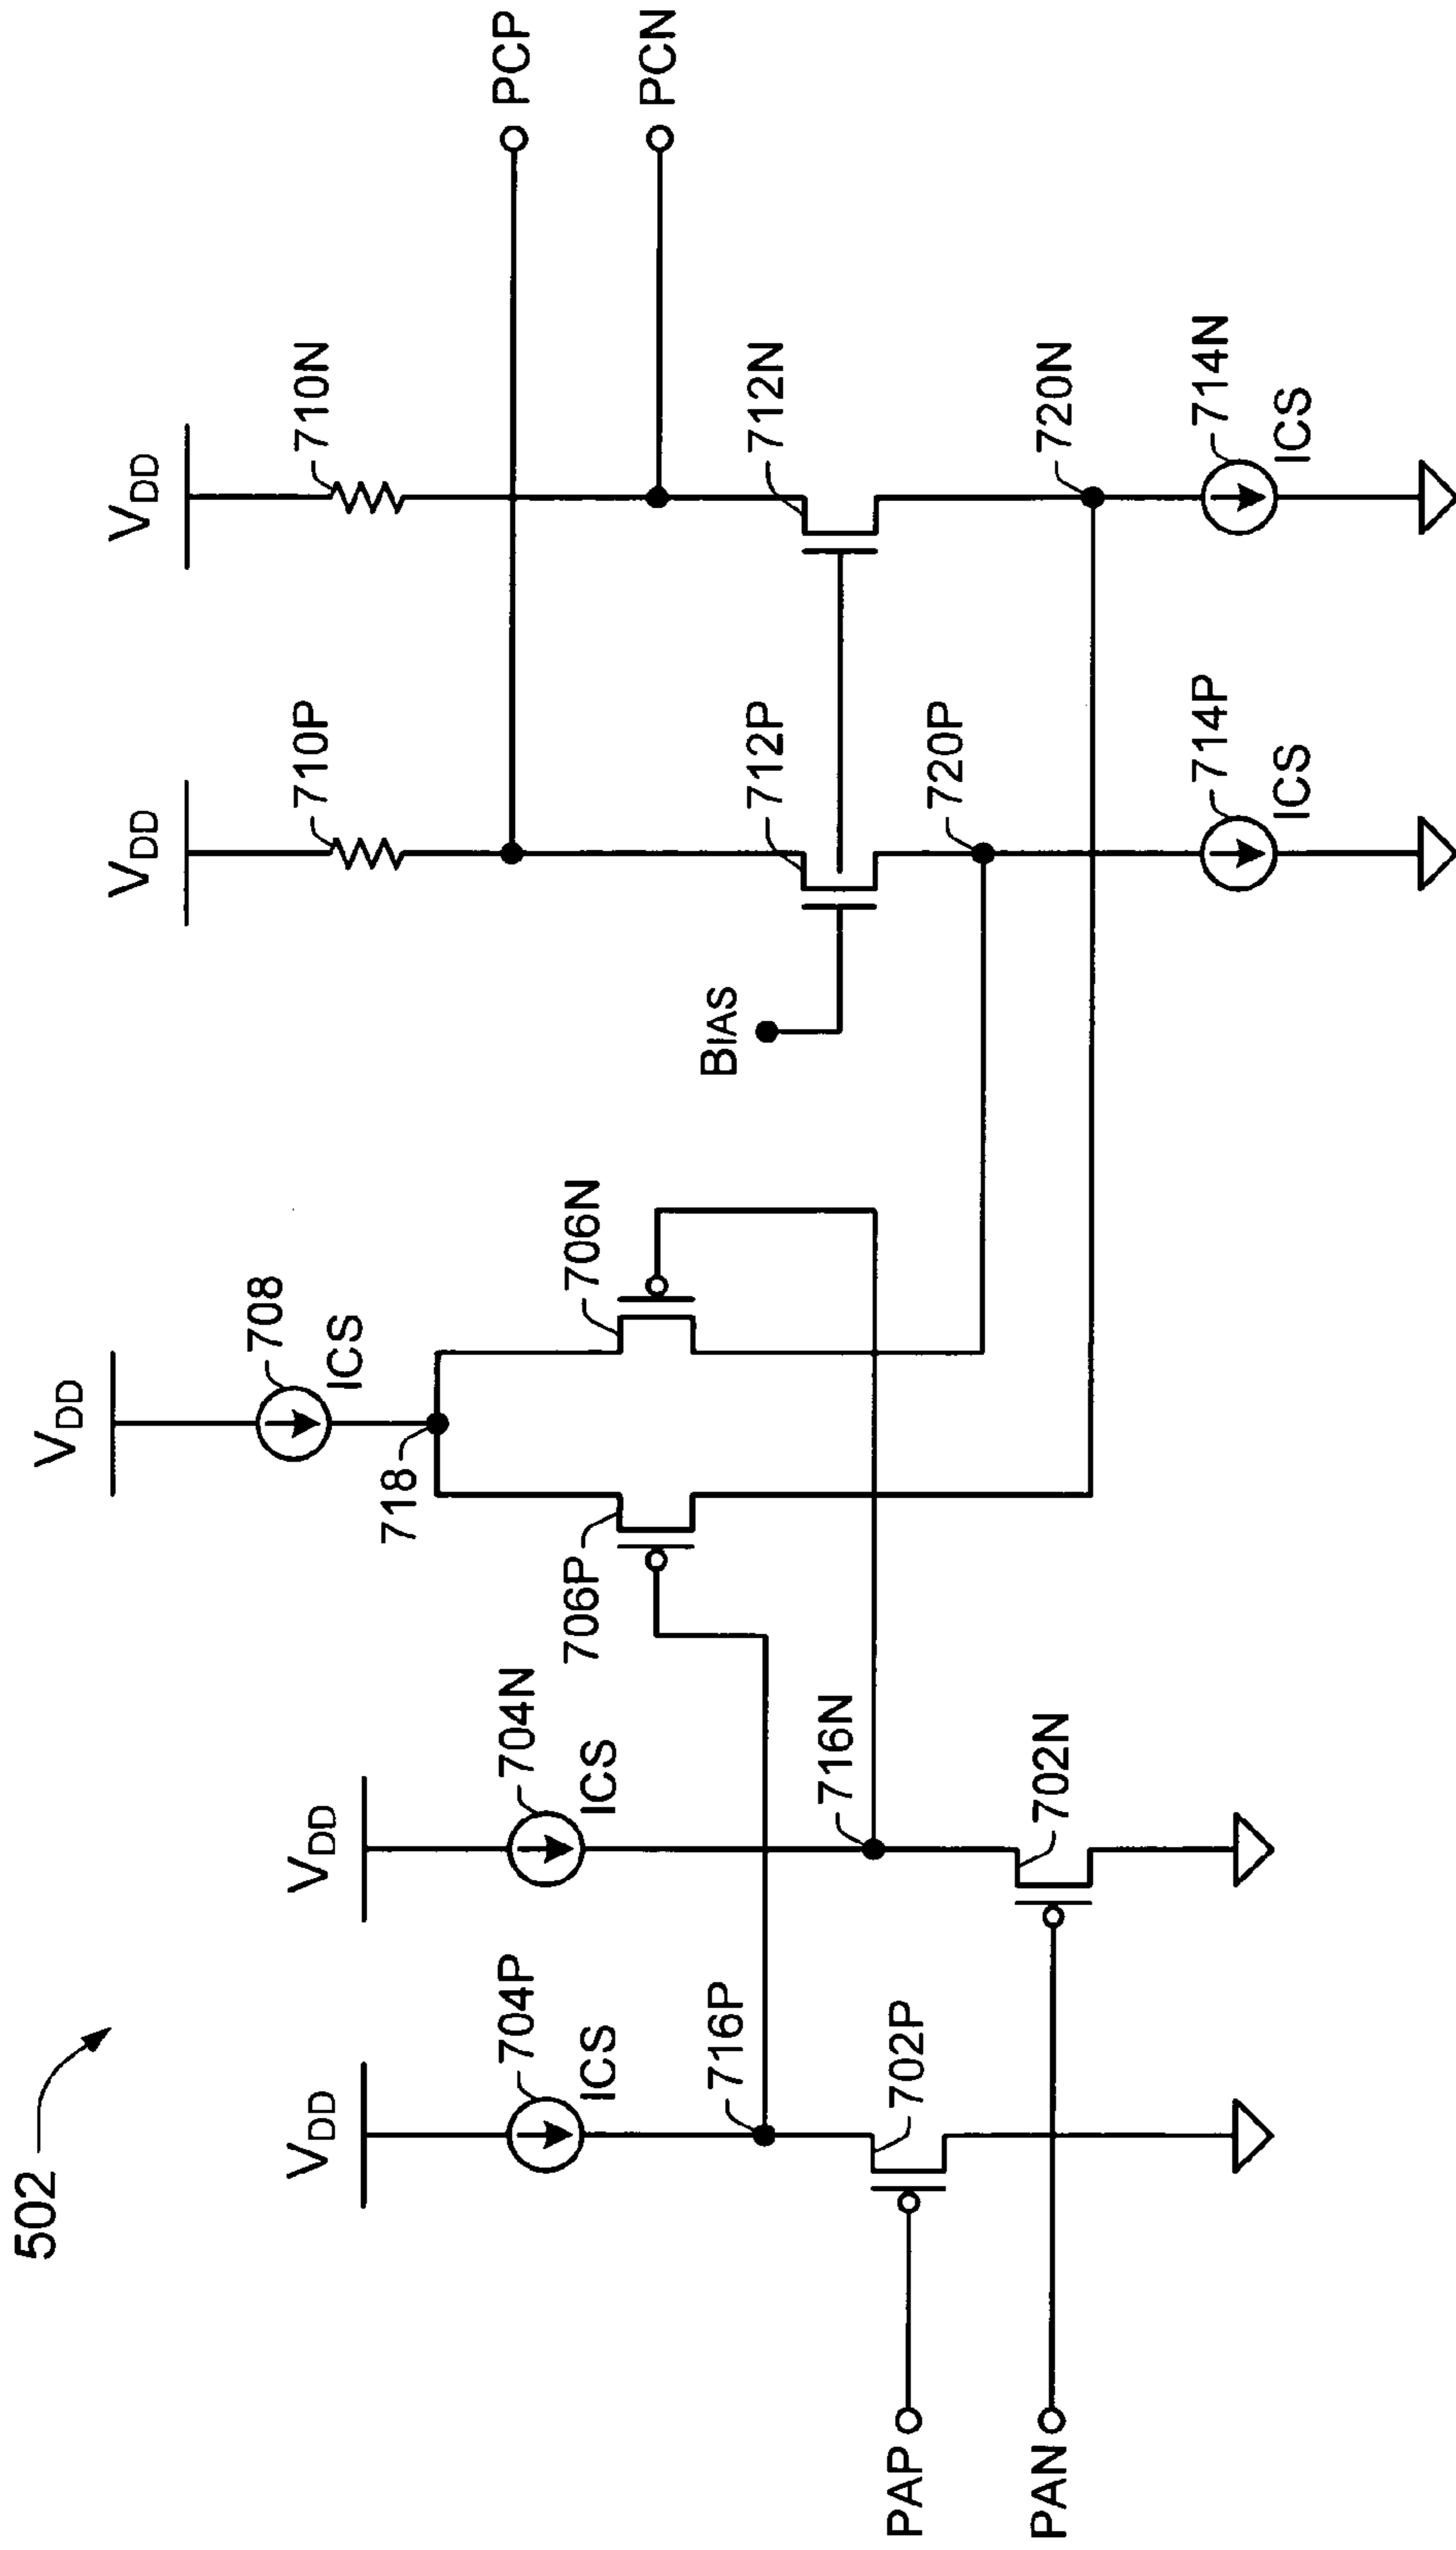 502
VDD
704P
ICS
716P
702P
PAP
PAN
VDD
704N
ICS
716N
702N
VDD
708
ICS
718
706P
706N
BIAS
VDD
710P
712P
720P
714P
ICS
VDD
710N
712N
720N
714N
ICS
PCP
PCN